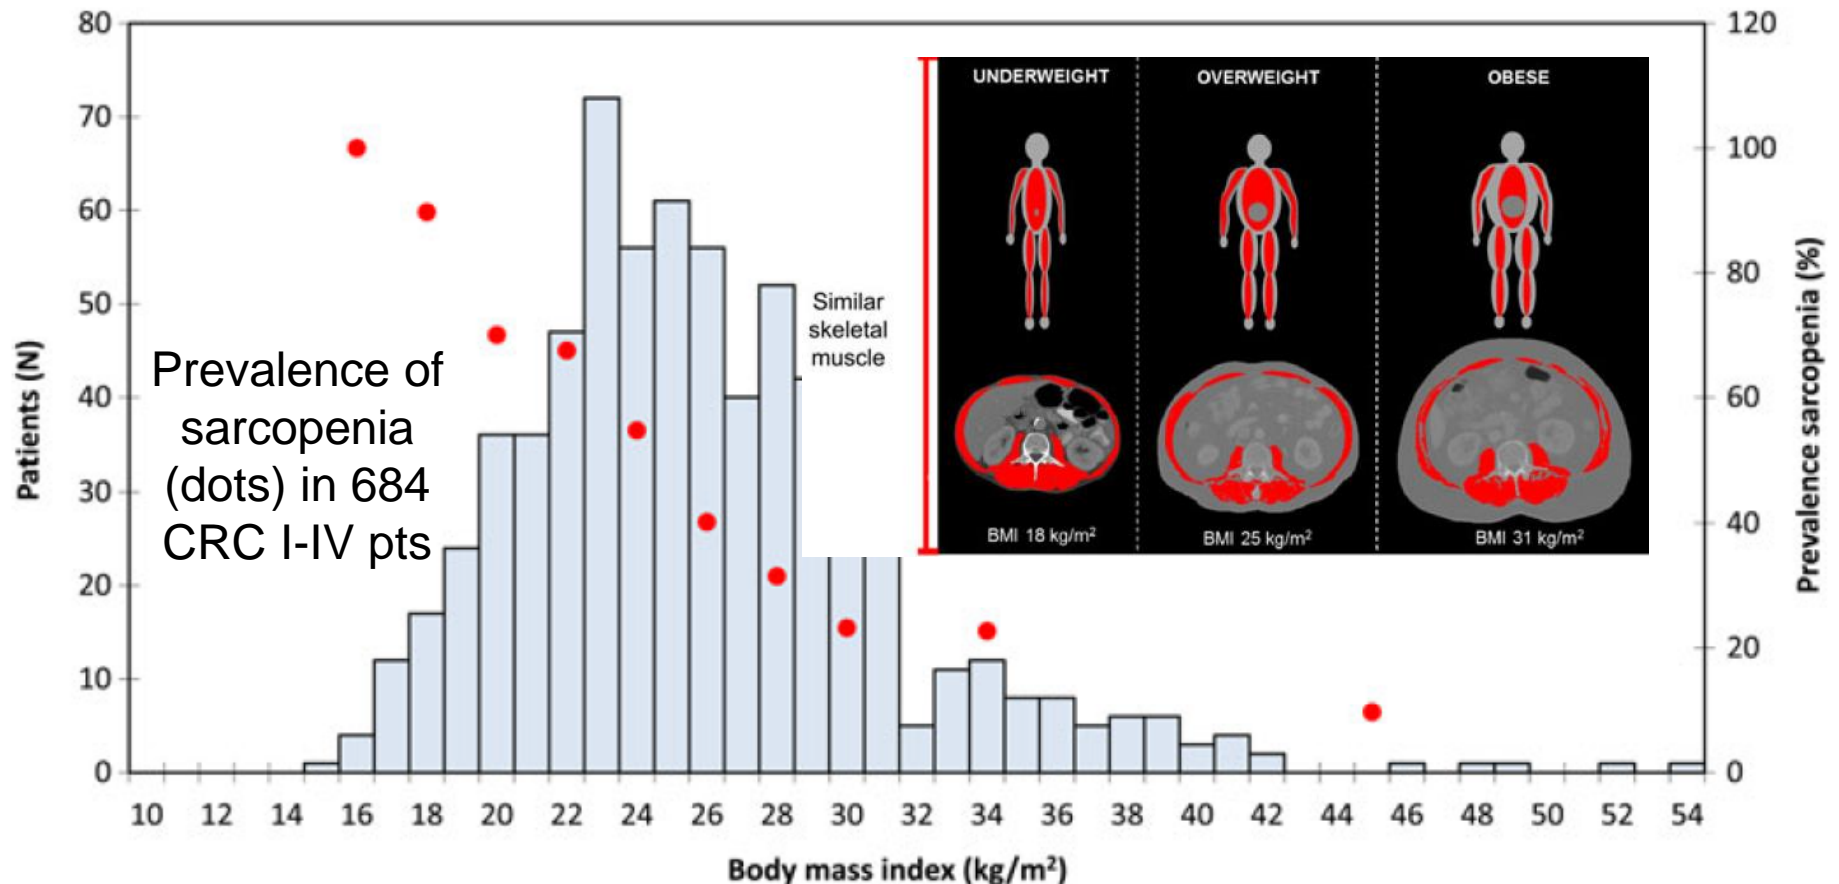 80
70
60
50
40
30
20
10
0
Patients (N)
Prevalence of
sarcopenia
(dots) in 684
CRC I-IV pts
Similar
skeletal
muscle
UNDERWEIGHT
OVERWEIGHT
OBESE
BMI 18 kg/m²
BMI 25 kg/m²
BMI 31 kg/m²
120
100
80
60
40
20
0
Prevalence sarcopenia (%)
10 12 14 16 18 20 22 24 26 28 30 32 34 36 38 40 42 44 46 48 50 52 54
Body mass index (kg/m²)